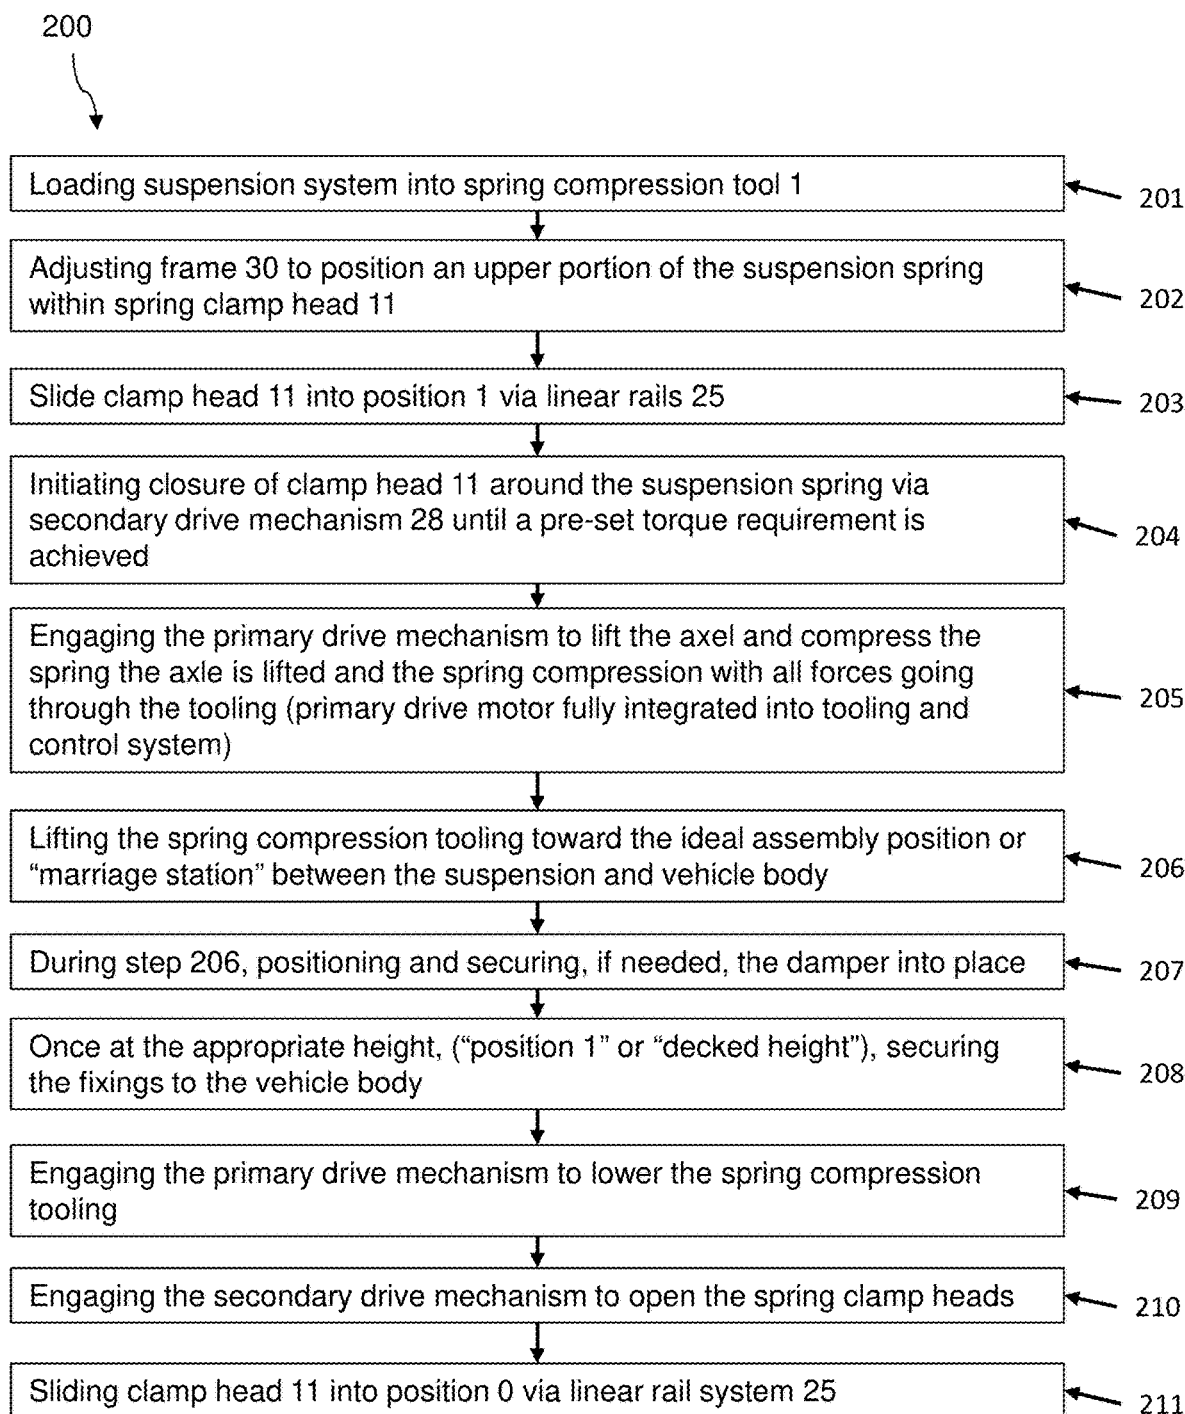 200
Loading suspension system into spring compression tool 1
201
Adjusting frame 30 to position an upper portion of the suspension spring
within spring clamp head 11
202
Slide clamp head 11 into position 1 via linear rails 25
203
Initiating closure of clamp head 11 around the suspension spring via
secondary drive mechanism 28 until a pre-set torque requirement is
achieved
204
Engaging the primary drive mechanism to lift the axel and compress the
spring the axle is lifted and the spring compression with all forces going
through the tooling (primary drive motor fully integrated into tooling and
control system)
205
Lifting the spring compression tooling toward the ideal assembly position or
“marriage station” between the suspension and vehicle body
206
During step 206, positioning and securing, if needed, the damper into place
207
Once at the appropriate height, (“position 1” or “decked height”), securing
the fixings to the vehicle body
208
Engaging the primary drive mechanism to lower the spring compression
tooling
209
Engaging the secondary drive mechanism to open the spring clamp heads
210
Sliding clamp head 11 into position 0 via linear rail system 25
211